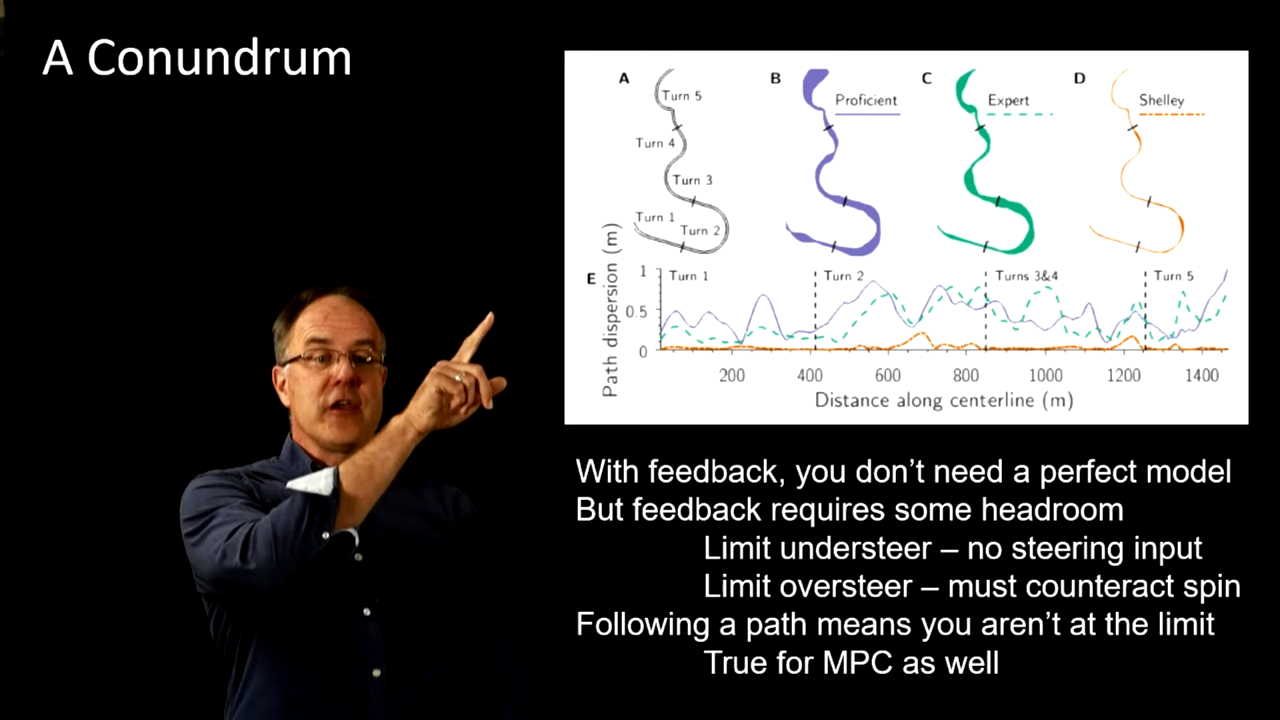 A Conundrum
A
B
C
D
Turn 5
Proficient
Expert
Shelley
Turn 4
Turn 3
Turn 1
Turn 2
E
Turn 1
Turn 2
Turns 3&4
Turn 5
Path dispersion (m)
1
0.5
0
200 400 600 800 1000 1200 1400
Distance along centerline (m)
With feedback, you don’t need a perfect model
But feedback requires some headroom
Limit understeer – no steering input
Limit oversteer – must counteract spin
Following a path means you aren’t at the limit
True for MPC as well